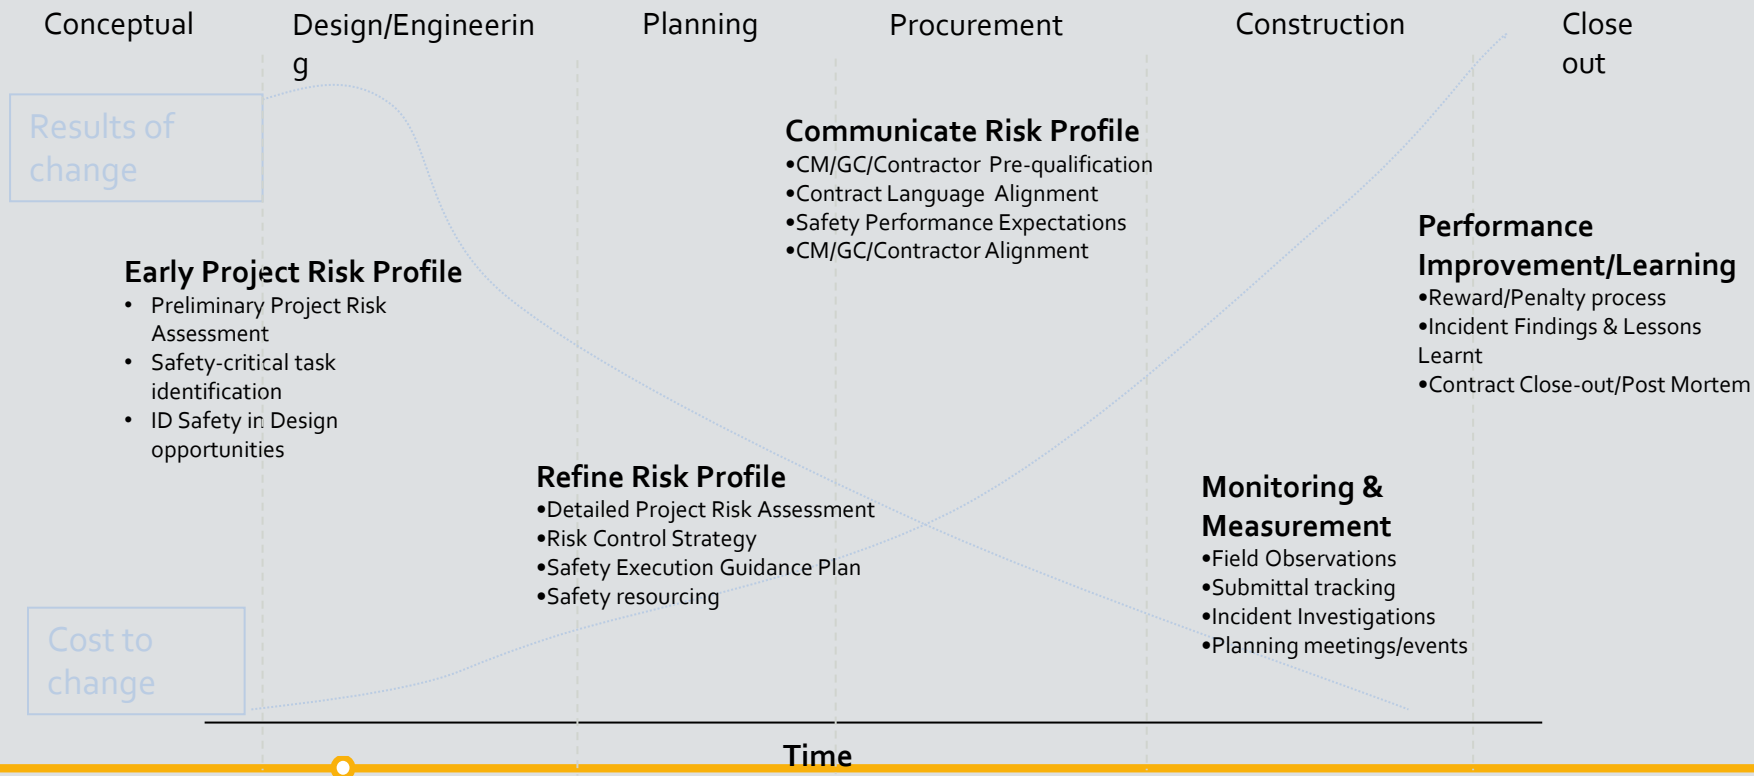 Conceptual
Design/Engineerin
g
Planning
Procurement
Construction
Close
out
Results of
change
Communicate Risk Profile
•CM/GC/Contractor Pre-qualification
•Contract Language Alignment
•Safety Performance Expectations
•CM/GC/Contractor Alignment
Performance
Improvement/Learning
•Reward/Penalty process
•Incident Findings & Lessons
Learnt
•Contract Close-out/Post Mortem
Early Project Risk Profile
• Preliminary Project Risk
Assessment
• Safety-critical task
identification
• ID Safety in Design
opportunities
Refine Risk Profile
•Detailed Project Risk Assessment
•Risk Control Strategy
•Safety Execution Guidance Plan
•Safety resourcing
Monitoring &
Measurement
•Field Observations
•Submittal tracking
•Incident Investigations
•Planning meetings/events
Cost to
change
Time